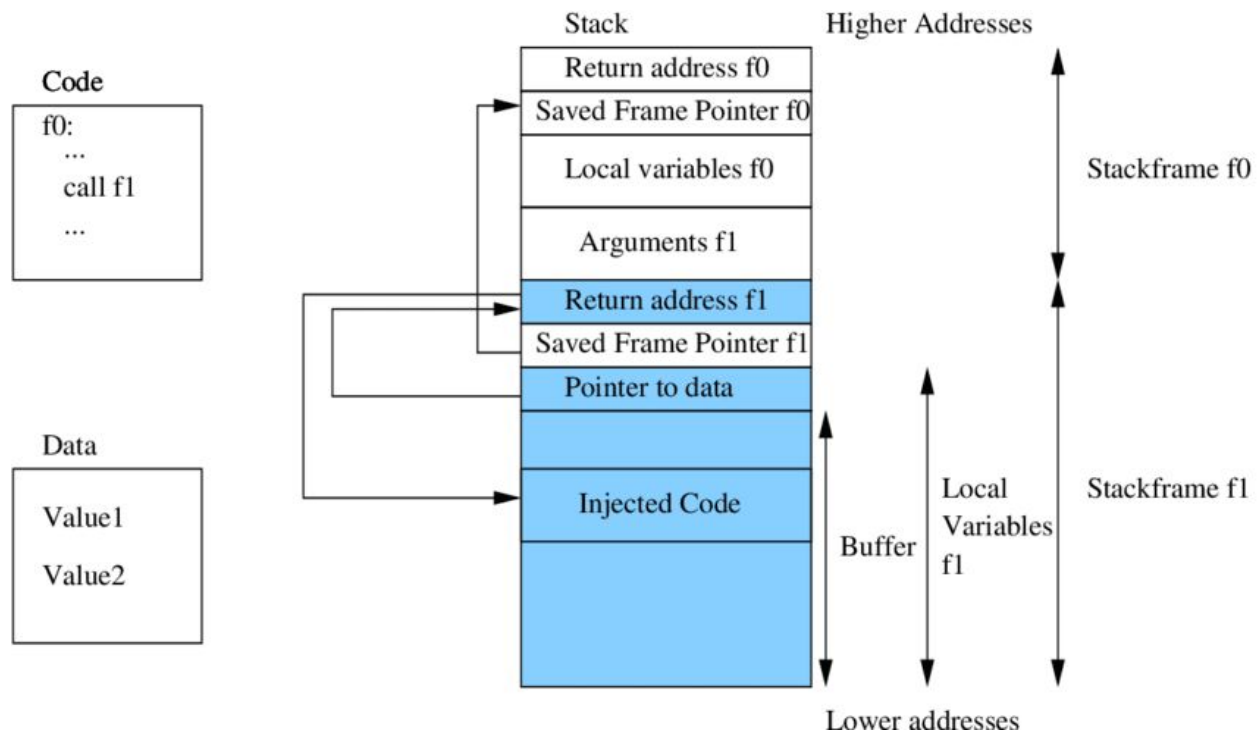 Stack
Higher Addresses
Code
f0:
...
call f1
...
Data
Value1
Value2
Return address f0
Saved Frame Pointer f0
Local variables f0
Arguments f1
Return address f1
Saved Frame Pointer f1
Pointer to data
Injected Code
Buffer
Local
Variables
f1
Stackframe f0
Stackframe f1
Lower addresses